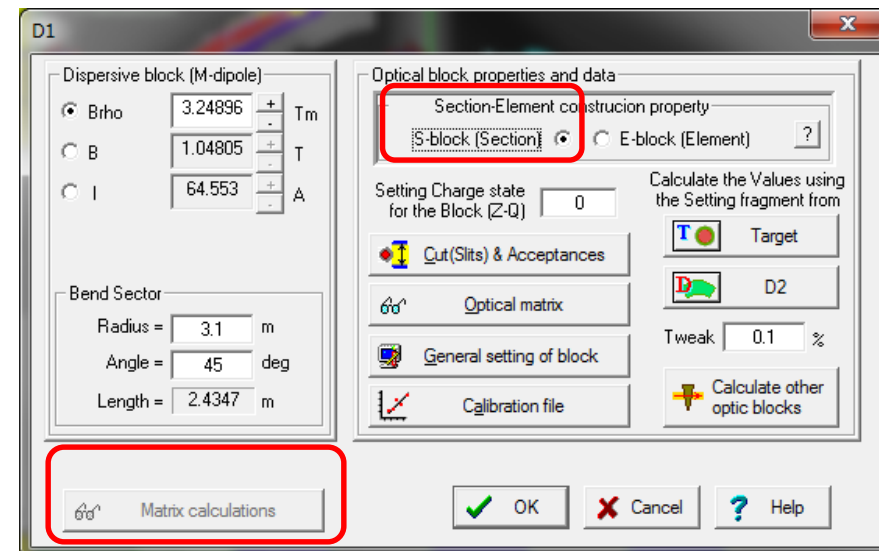 D1
x
Dispersive block (M-dipole)
Brho 3.24896 + - Tm
B 1.04805 + - T
I 64.553 + - A
Bend Sector
Radius = 3.1 m
Angle = 45 deg
Length = 2.4347 m
Matrix calculations
Optical block properties and data
Section-Element construcion property
S-block (Section) E-block (Element) ?
Setting Charge state
for the Block (Z-Q) 0
Cut(Slits) & Acceptances
Optical matrix
General setting of block
Calibration file
Calculate the Values using
the Setting fragment from
T Target
D D2
Tweak 0.1 %
Calculate other
optic blocks
OK Cancel ? Help